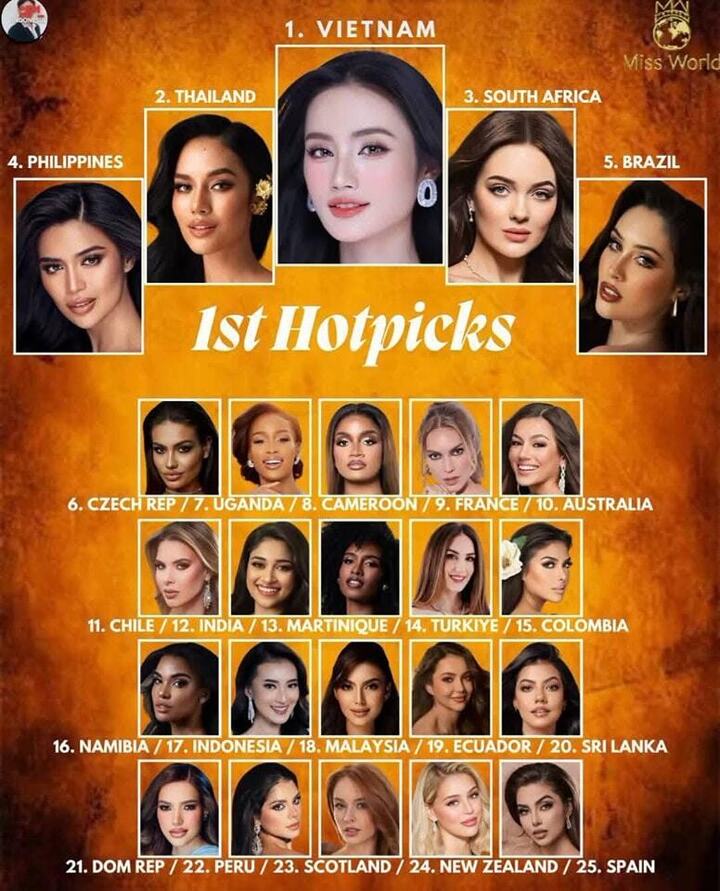 1. VIETNAM
Miss World
2. THAILAND
3. SOUTH AFRICA
4. PHILIPPINES
5. BRAZIL
1st Hotpicks
6. CZECH REP / 7. UGANDA / 8. CAMEROON / 9. FRANCE / 10. AUSTRALIA
11. CHILE / 12. INDIA / 13. MARTINIQUE / 14. TURKIYE / 15. COLOMBIA
16. NAMIBIA / 17. INDONESIA / 18. MALAYSIA / 19. ECUADOR / 20. SRI LANKA
21. DOM REP / 22. PERU / 23. SCOTLAND / 24. NEW ZEALAND / 25. SPAIN